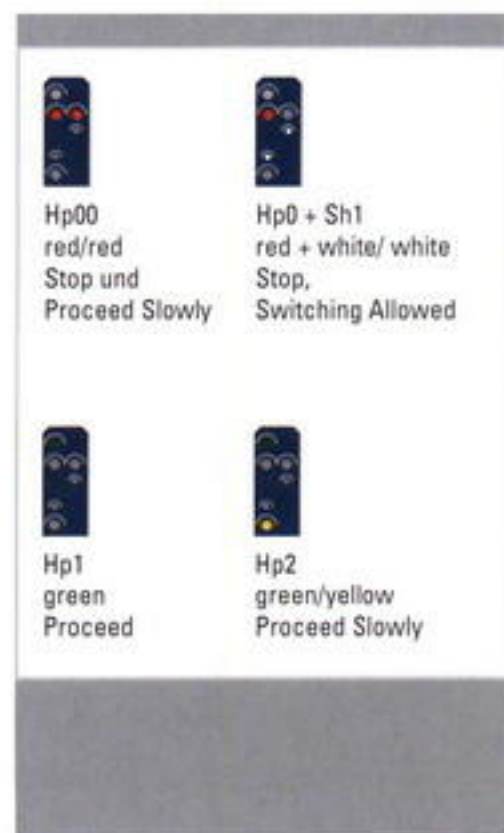 Hp00
red/red
Stop und
Proceed Slowly
Hp0 + Sh1
red + white/ white
Stop,
Switching Allowed
Hp1
green
Proceed
Hp2
green/yellow
Proceed Slowly